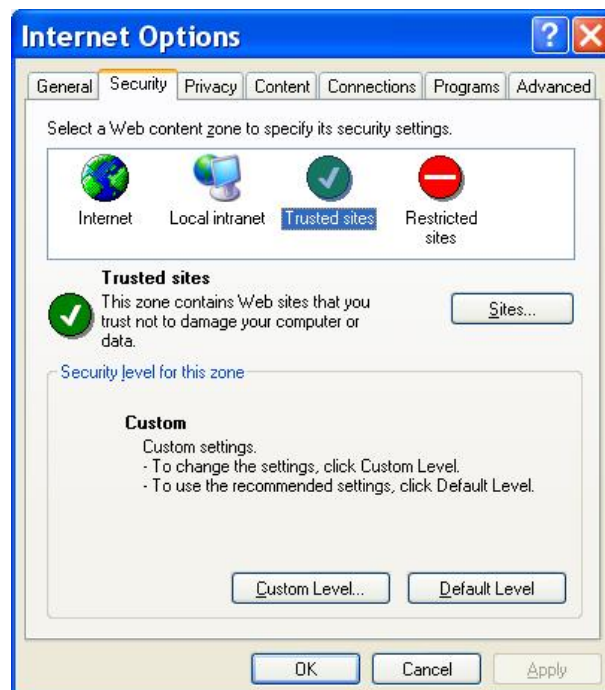 Internet Options
General Security Privacy Content Connections Programs Advanced
Select a Web content zone to specify its security settings.
Internet Local intranet Trusted sites Restricted
sites
Trusted sites
This zone contains Web sites that you
trust not to damage your computer or
data.
Sites...
Security level for this zone
Custom
Custom settings.
- To change the settings, click Custom Level.
- To use the recommended settings, click Default Level.
Custom Level... Default Level
OK Cancel Apply